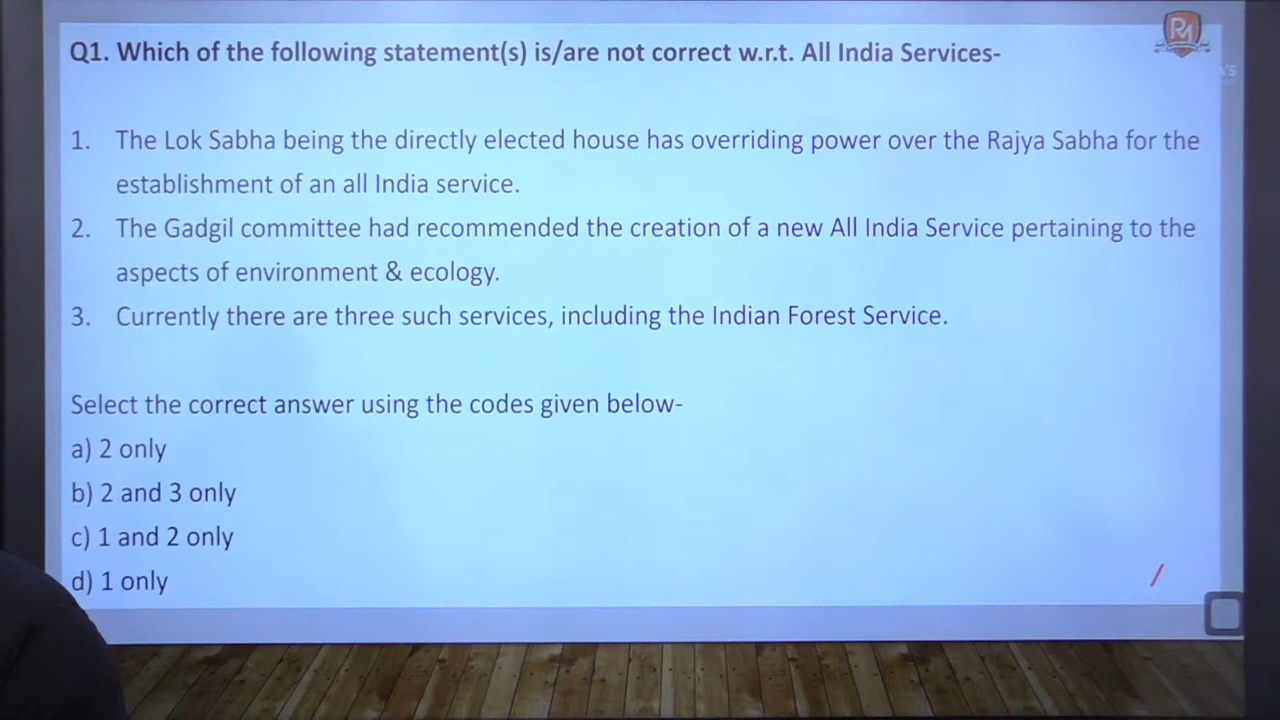 Q1. Which of the following statement(s) is/are not correct w.r.t. All India Services-
1. The Lok Sabha being the directly elected house has overriding power over the Rajya Sabha for the
establishment of an all India service.
2. The Gadgil committee had recommended the creation of a new All India Service pertaining to the
aspects of environment & ecology.
3. Currently there are three such services, including the Indian Forest Service.
Select the correct answer using the codes given below-
a) 2 only
b) 2 and 3 only
c) 1 and 2 only
d) 1 only